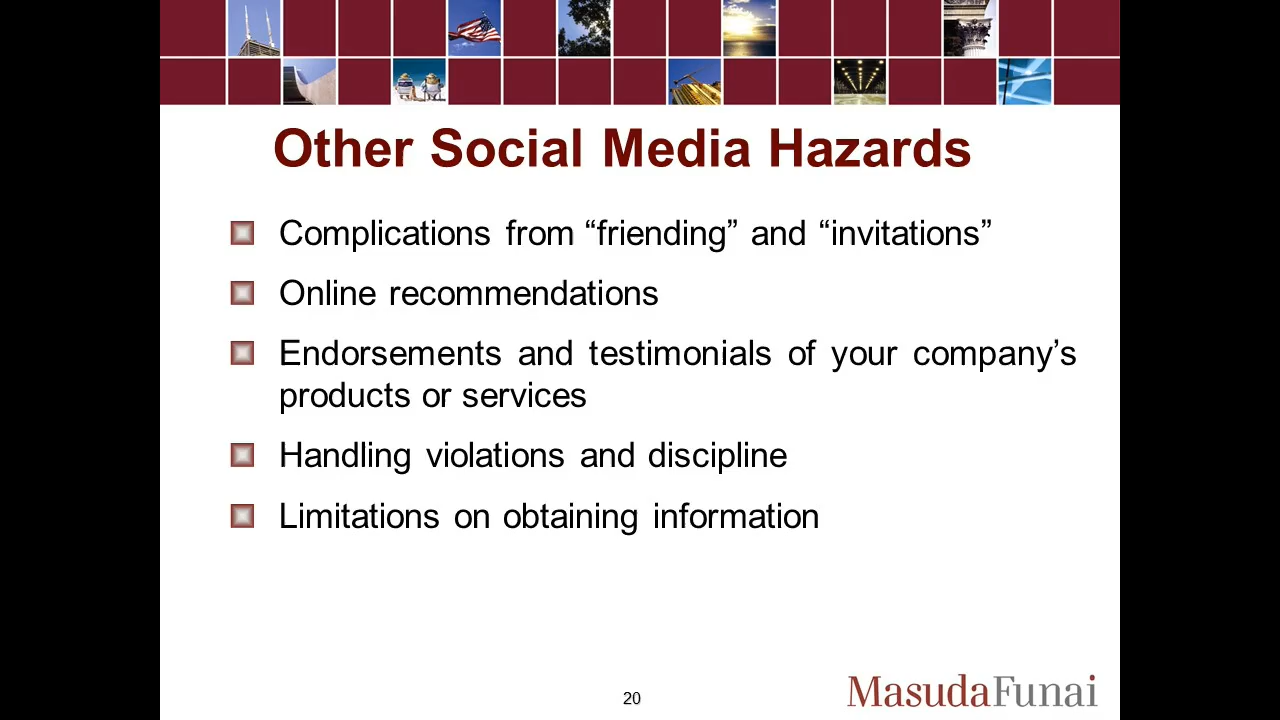 Other Social Media Hazards
Complications from “friending” and “invitations”
Online recommendations
Endorsements and testimonials of your company’s
products or services
Handling violations and discipline
Limitations on obtaining information
20
MasudaFunai